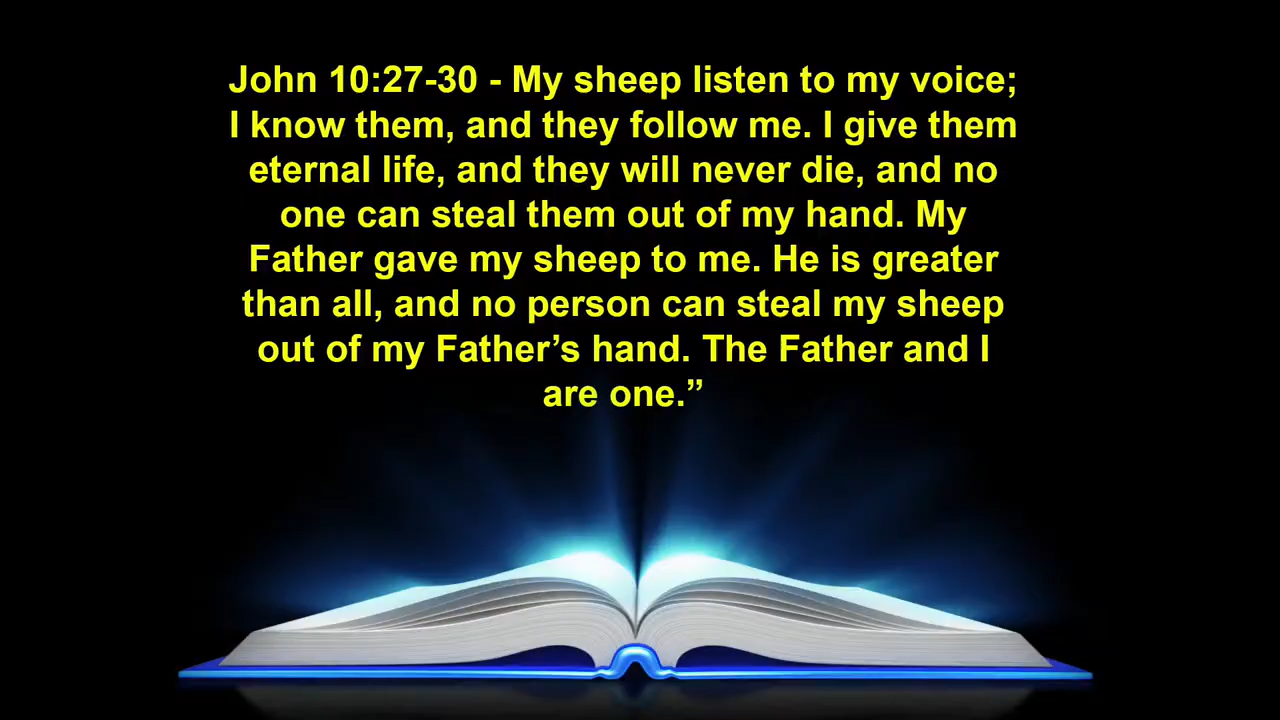 John 10:27-30 - My sheep listen to my voice;
I know them, and they follow me. I give them
eternal life, and they will never die, and no
one can steal them out of my hand. My
Father gave my sheep to me. He is greater
than all, and no person can steal my sheep
out of my Father’s hand. The Father and I
are one.”